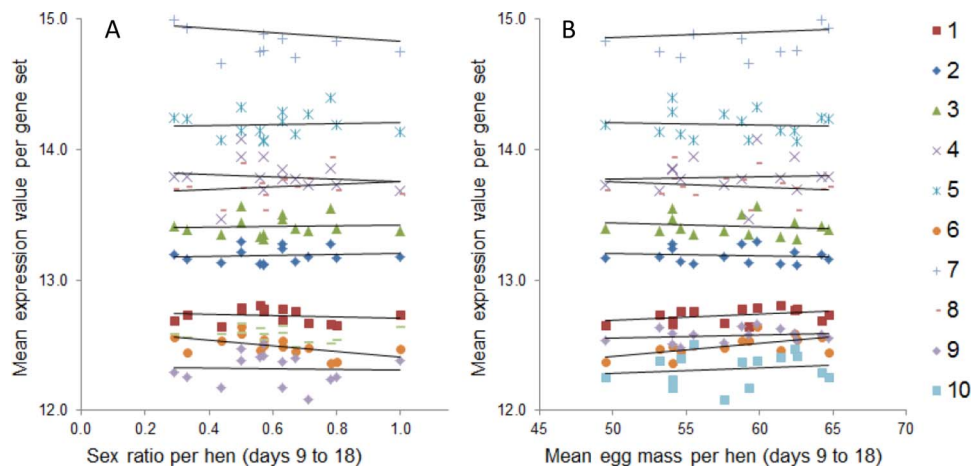 A
B
Mean expression value per gene set
15.0
14.0
13.0
12.0
0.0 0.2 0.4 0.6 0.8 1.0
Sex ratio per hen (days 9 to 18)
Mean expression value per gene set
15.0
14.0
13.0
12.0
45 50 55 60 65 70
Mean egg mass per hen (days 9 to 18)
1
2
3
4
5
6
7
8
9
10